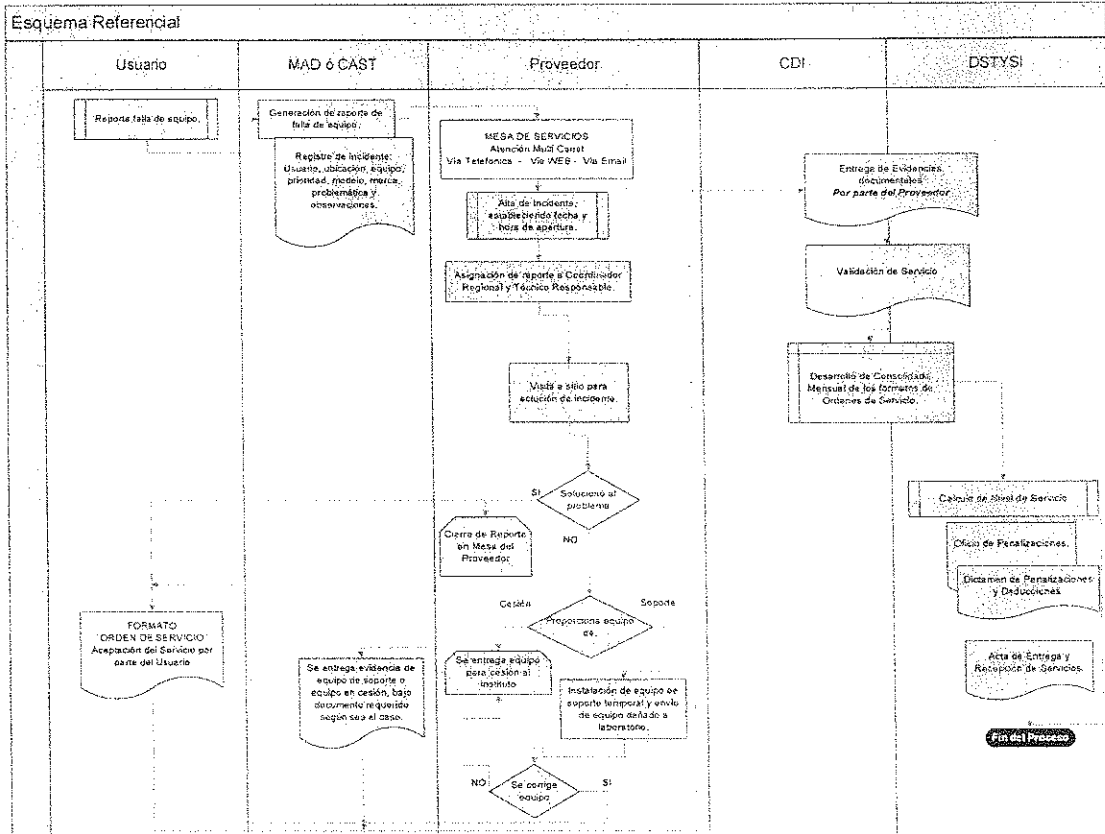 Esquema Referencial
Usuario
MAD ó CAST
Proveedor
CDI
DSTYSI
Reporta falla de equipo.
Generación de reporte de
falla de equipo.
Registro de incidente:
Usuario, ubicación, equipo,
prioridad, modelo, marca,
problemática y
observaciones.
MESA DE SERVICIOS
Atención Multi Canal
Vía Telefonica - Vía WEB - Vía Email
Alta de Incidente,
estableciendo fecha y
hora de apertura.
Asignación de reporte a Coordinador
Regional y Técnico Responsable.
Visita a sitio para
solución de incidente.
Solucionó al
problema
SI
NO
Cierre de Reporte
en Mesa del
Proveedor
Cesión
Soporte
Proporciona equipo
de.
FORMATO
ORDEN DE SERVICIO
Aceptación del Servicio por
parte del Usuario
Se entrega evidencia de
equipo de soporte o
equipo en cesión, bajo
documento requerido
según sea el caso.
Se entrega equipo
para cesión al
Instituto
Instalación de equipo de
soporte temporal y envío
de equipo dañado a
laboratorio.
NO
Se corrige
equipo
SI
Entrega de Evidencias
documentales
Por parte del Proveedor
Validación de Servicio
Desarrollo de Consolidado
Mensual de los formatos de
Ordenes de Servicio.
Calculo de Nivel de Servicio
Oficio de Penalizaciones.
Dictamen de Penalizaciones
y Deducciones
Acta de Entrega y
Recepción de Servicios.
Fin del Proceso